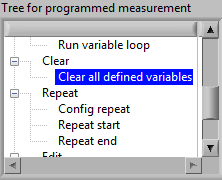 Tree for programmed measurement
Run variable loop
Clear
Clear all defined variables
Repeat
Config repeat
Repeat start
Repeat end
Edit